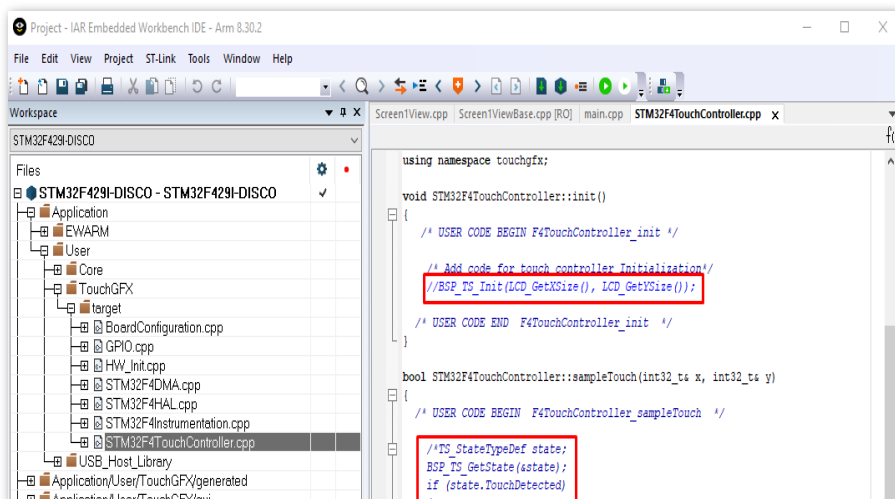 Project - IAR Embedded Workbench IDE - Arm 8.30.2
File Edit View Project ST-Link Tools Window Help
Workspace
STM32F429I-DISCO
Files
STM32F429I-DISCO - STM32F429I-DISCO
Application
EWARM
User
Core
TouchGFX
target
BoardConfiguration.cpp
GPIO.cpp
HW_Init.cpp
STM32F4DMA.cpp
STM32F4HAL.cpp
STM32F4Instrumentation.cpp
STM32F4TouchController.cpp
USB_Host_Library
Application/User/TouchGFX/generated
Application/User/TouchGFX/gui
Screen1View.cpp Screen1ViewBase.cpp [RO] main.cpp STM32F4TouchController.cpp x
using namespace touchgfx;
void STM32F4TouchController::init()
{
/* USER CODE BEGIN F4TouchController_init */
/* Add code for touch controller Initialization*/
//BSP_TS_Init(LCD_GetXSize(), LCD_GetYSize());
/* USER CODE END  F4TouchController_init  */
}
bool STM32F4TouchController::sampleTouch(int32_t& x, int32_t& y)
{
/* USER CODE BEGIN  F4TouchController_sampleTouch  */
/*TS_StateTypeDef state;
BSP_TS_GetState(&state);
if (state.TouchDetected)